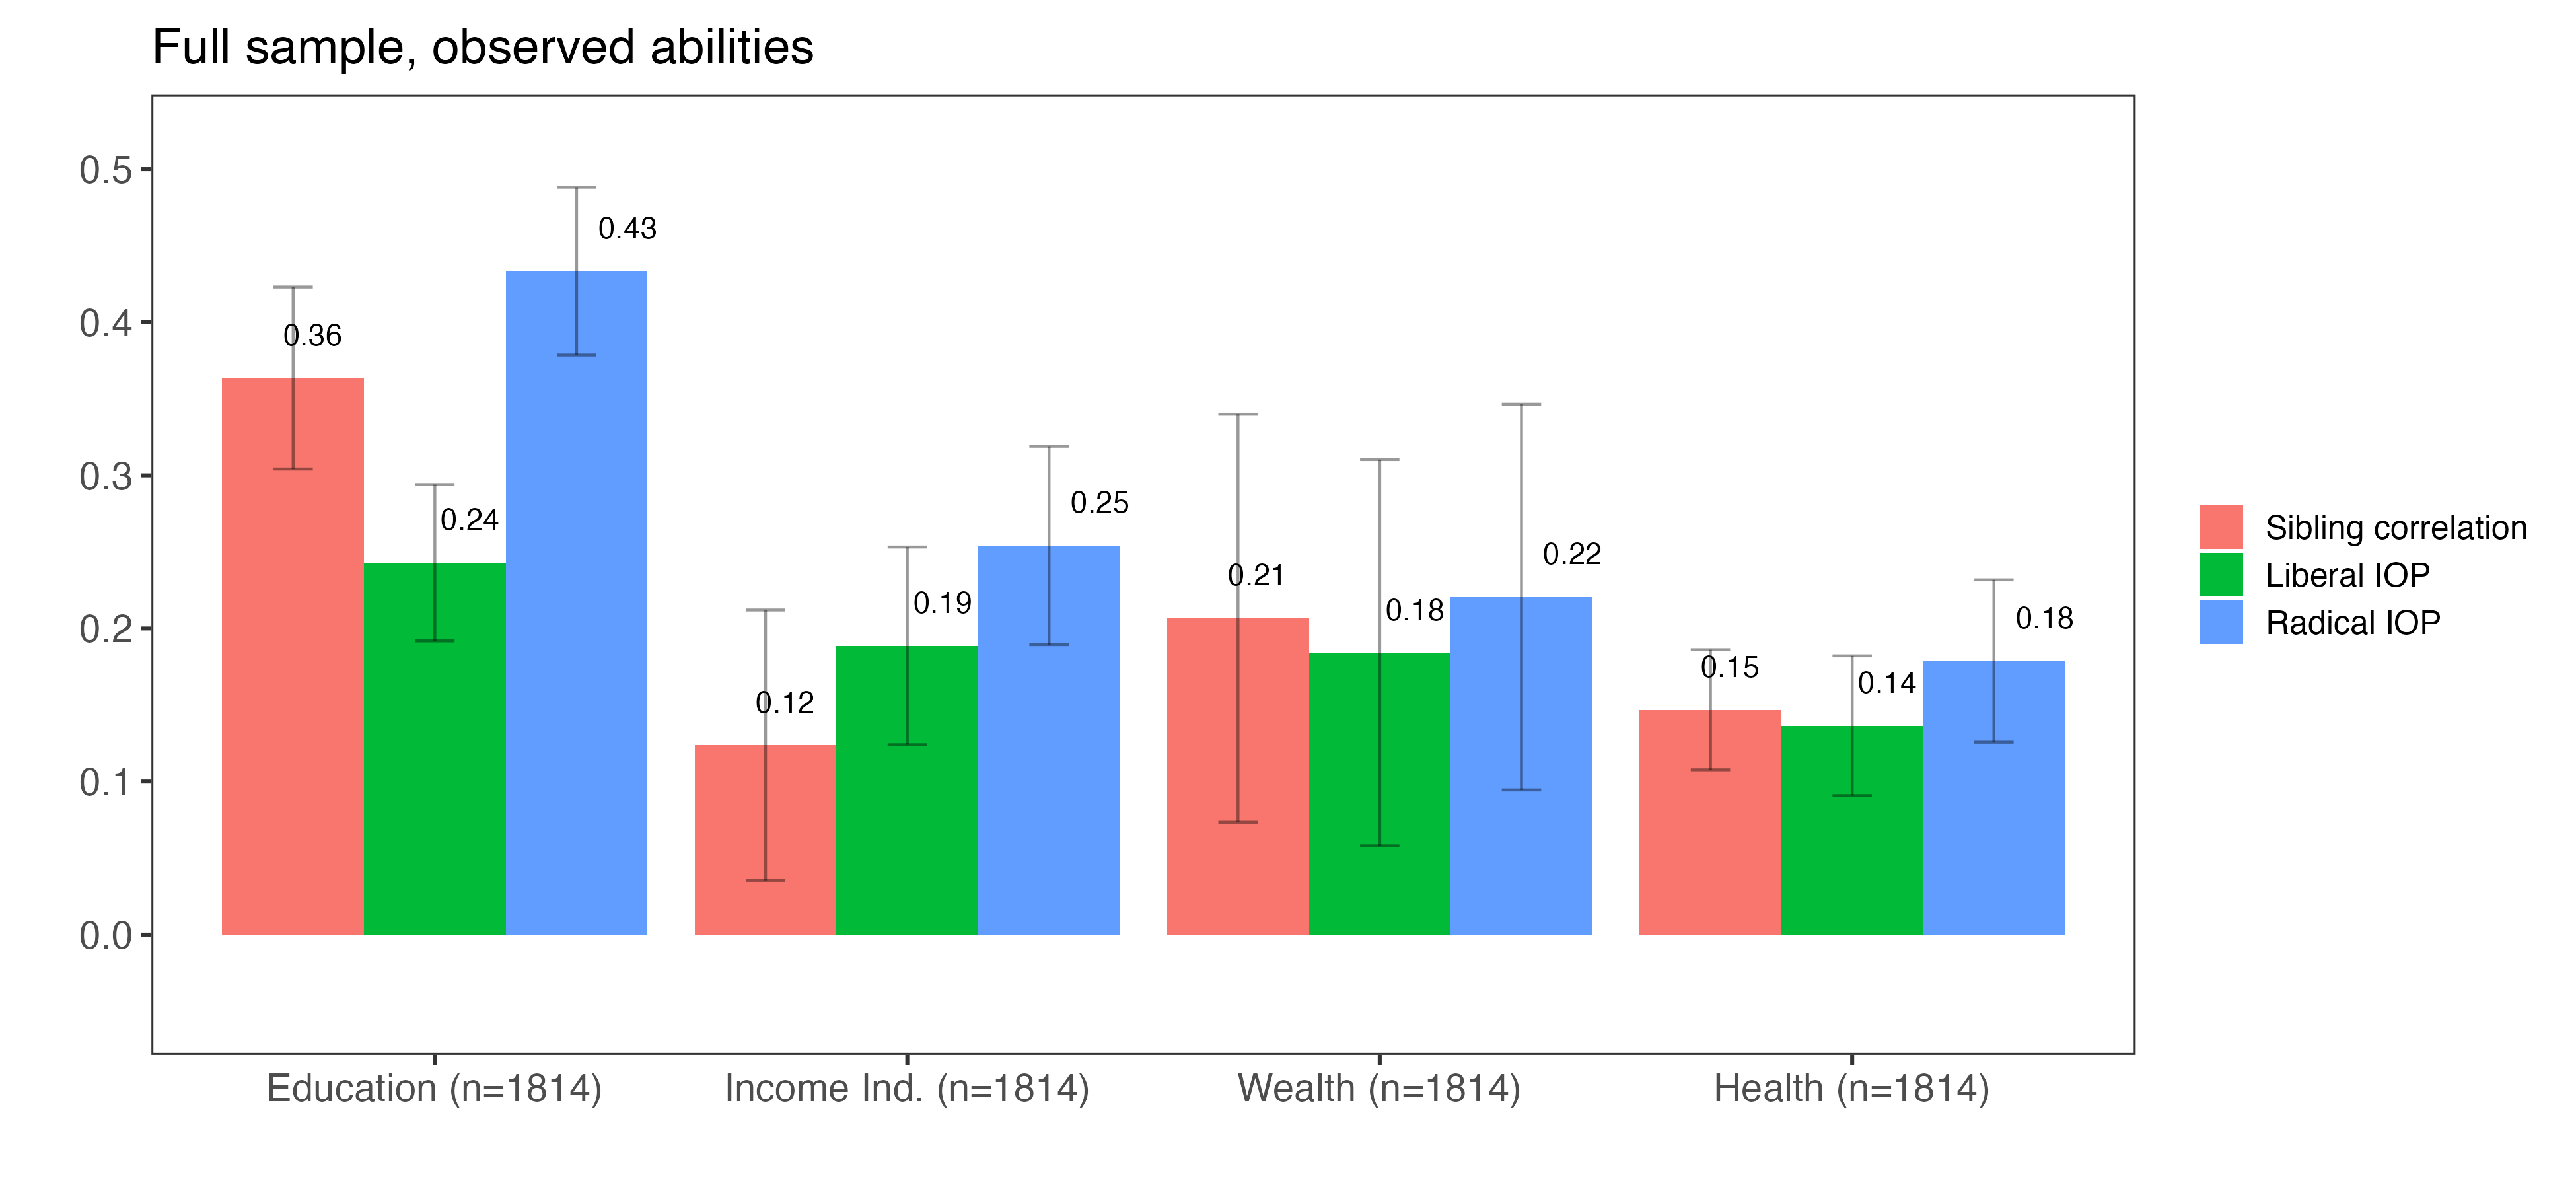 Full sample, observed abilities
0.5
0.4
0.3
0.2
0.1
0.0
0.36
0.24
0.43
0.12
0.19
0.25
0.21
0.18
0.22
0.15
0.14
0.18
Education (n=1814)
Income Ind. (n=1814)
Wealth (n=1814)
Health (n=1814)
Sibling correlation
Liberal IOP
Radical IOP